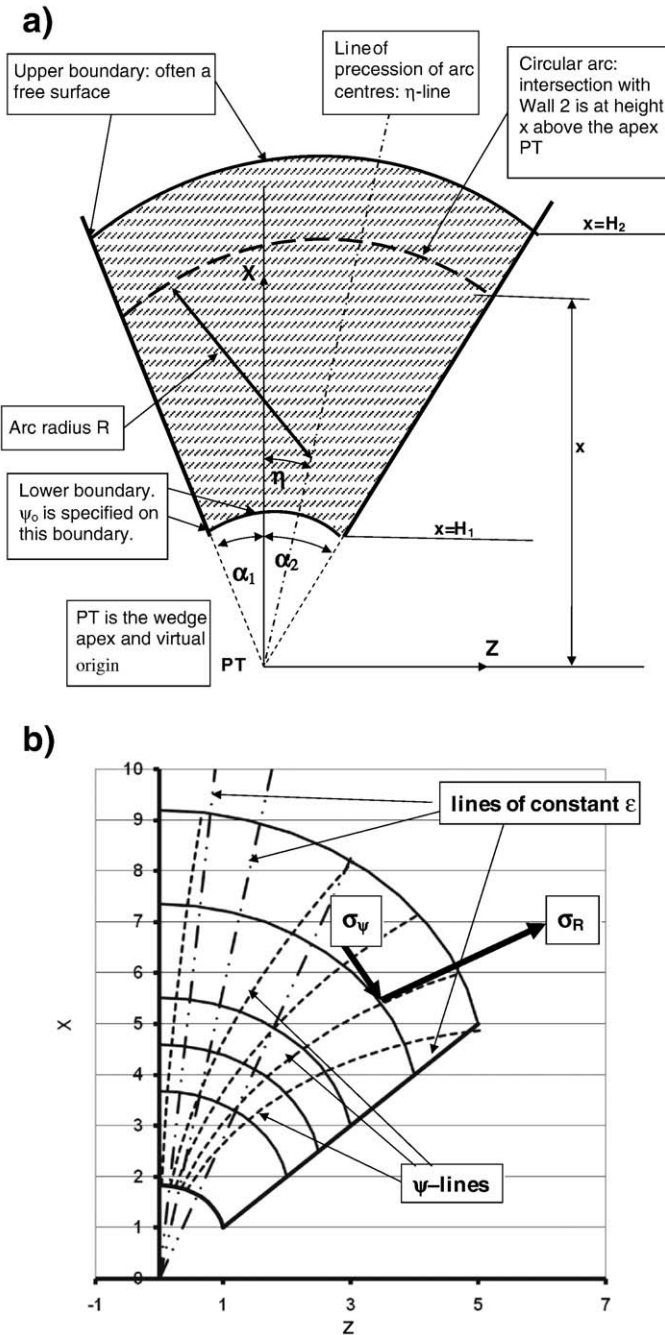 a)
Upper boundary: often a
free surface
Line of
precession of arc
centres: η-line
Circular arc:
intersection with
Wall 2 is at height
x above the apex
PT
x=H₂
X
Arc radius R
x
η
Lower boundary.
ψₒ is specified on
this boundary.
x=H₁
α₁
α₂
PT is the wedge
apex and virtual
origin
PT
Z
b)
10
9
8
7
6
5
4
3
2
1
0
X
lines of constant ε
σψ
σR
ψ–lines
-1
1
3
5
7
Z